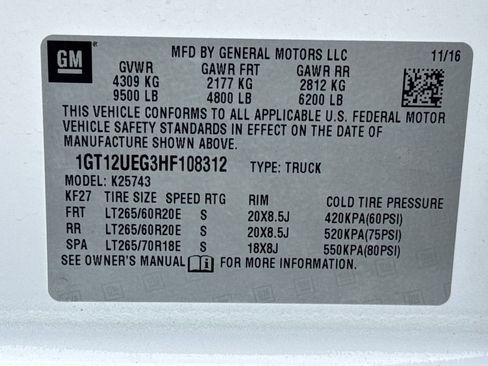 GM
MFD BY GENERAL MOTORS LLC 11/16
GVWR GAWR FRT GAWR RR
4309 KG 2177 KG 2812 KG
9500 LB 4800 LB 6200 LB
THIS VEHICLE CONFORMS TO ALL APPLICABLE U.S. FEDERAL MOTOR
VEHICLE SAFETY STANDARDS IN EFFECT ON THE DATE OF
MANUFACTURE SHOWN ABOVE.
1GT12UEG3HF108312 TYPE: TRUCK
MODEL: K25743
KF27 TIRE SIZE SPEED RTG RIM COLD TIRE PRESSURE
FRT LT265/60R20E S 20X8.5J 420KPA(60PSI)
RR LT265/60R20E S 20X8.5J 520KPA(75PSI)
SPA LT265/70R18E S 18X8J 550KPA(80PSI)
SEE OWNER'S MANUAL FOR MORE INFORMATION